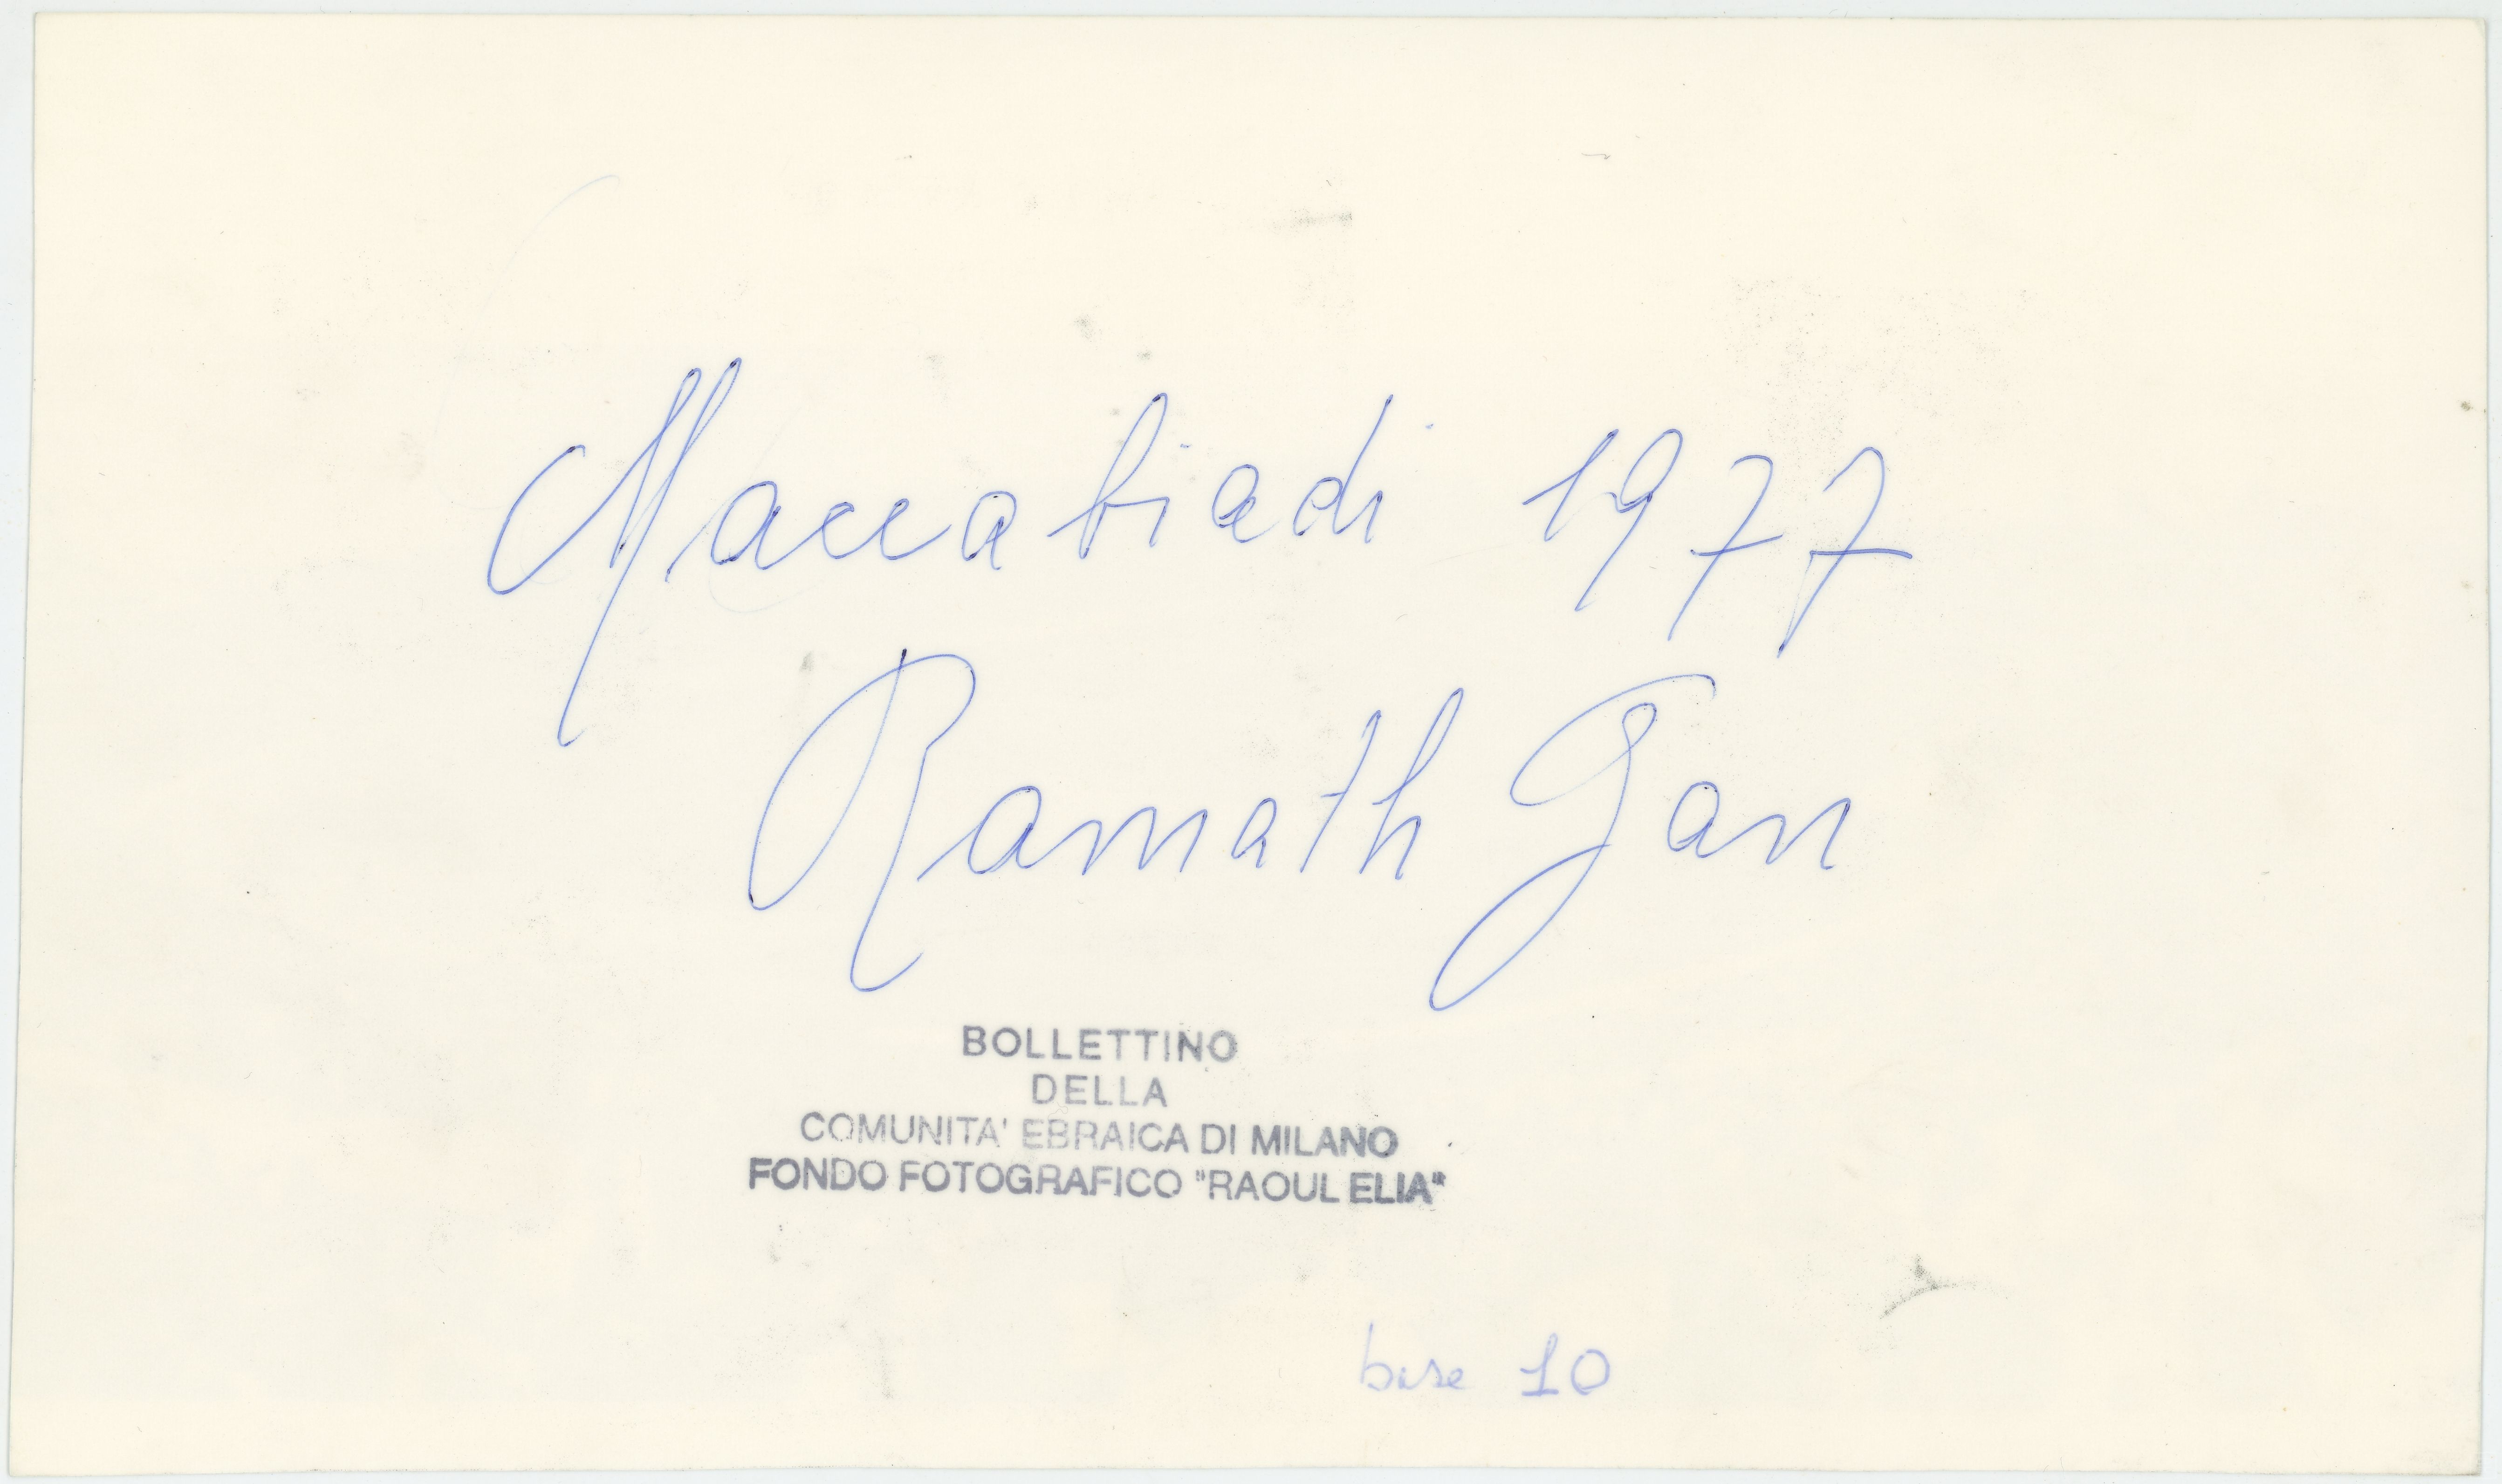 Maccabiadi 1977
Ramath Gan
BOLLETTINO
DELLA
COMUNITA' EBRAICA DI MILANO
FONDO FOTOGRAFICO "RAOUL ELIA"
base 10